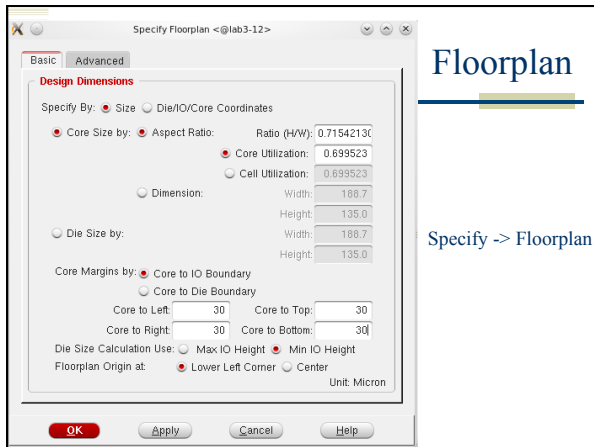 Specify Floorplan <@lab3-12>
Basic Advanced
Design Dimensions
Specify By: Size Die/IO/Core Coordinates
Core Size by: Aspect Ratio: Ratio (H/W): 0.7154213
Core Utilization: 0.699523
Cell Utilization: 0.699523
Dimension: Width: 188.7
Height: 135.0
Die Size by: Width: 188.7
Height: 135.0
Core Margins by: Core to IO Boundary
Core to Die Boundary
Core to Left: 30 Core to Top: 30
Core to Right: 30 Core to Bottom: 30
Die Size Calculation Use: Max IO Height Min IO Height
Floorplan Origin at: Lower Left Corner Center
Unit: Micron
OK Apply Cancel Help
Floorplan
Specify -> Floorplan